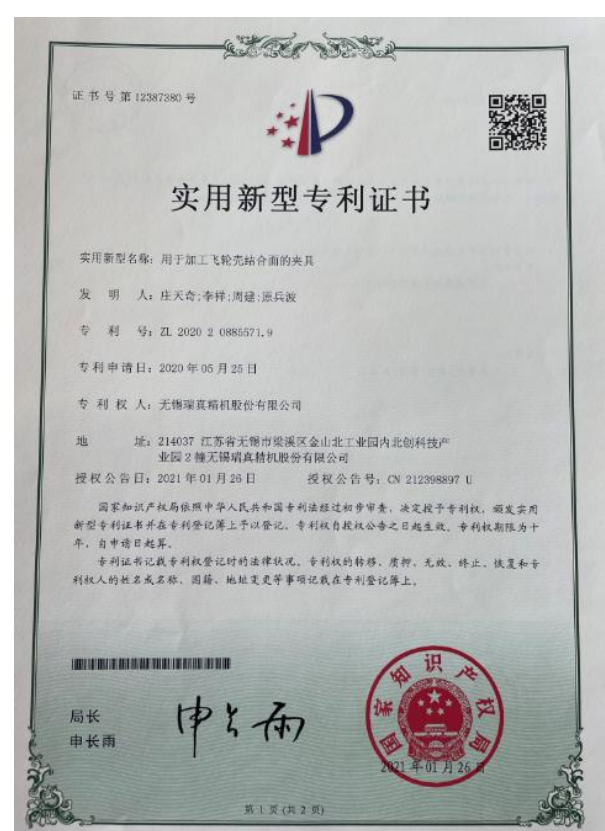 证书号第12387380号
实用新型专利证书
实用新型名称：用于加工飞轮壳结合面的夹具
发 明 人：庄天奇;李祥;周建;原兵波
专 利 号：ZL 2020 2 0885571.9
专利申请日：2020年05月25日
专 利 权 人：无锡瑞真精机股份有限公司
地 址：214037 江苏省无锡市梁溪区金山北工业园内北创科技产
业园2幢无锡瑞真精机股份有限公司
授权公告日：2021年01月26日 授权公告号：CN 212398897 U
国家知识产权局依照中华人民共和国专利法经过初步审查，决定授予专利权，颁发实用
新型专利证书并在专利登记簿上予以登记。专利权自授权公告之日起生效。专利权期限为十
年，自申请日起算。
专利证书记载专利权登记时的法律状况。专利权的转移、质押、无效、终止、恢复和专
利权人的姓名或名称、国籍、地址变更等事项记载在专利登记簿上。
局长
申长雨
申长雨
国家知识产权局
2021年01月26日
第1页(共2页)